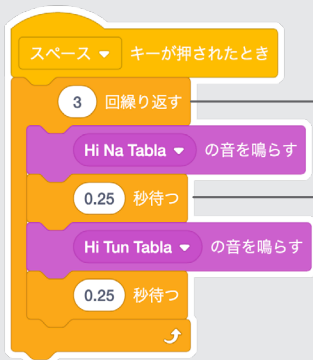 スペース キーが押されたとき
3 回繰り返す
Hi Na Tabla の音を鳴らす
0.25 秒待つ
Hi Tun Tabla の音を鳴らす
0.25 秒待つ